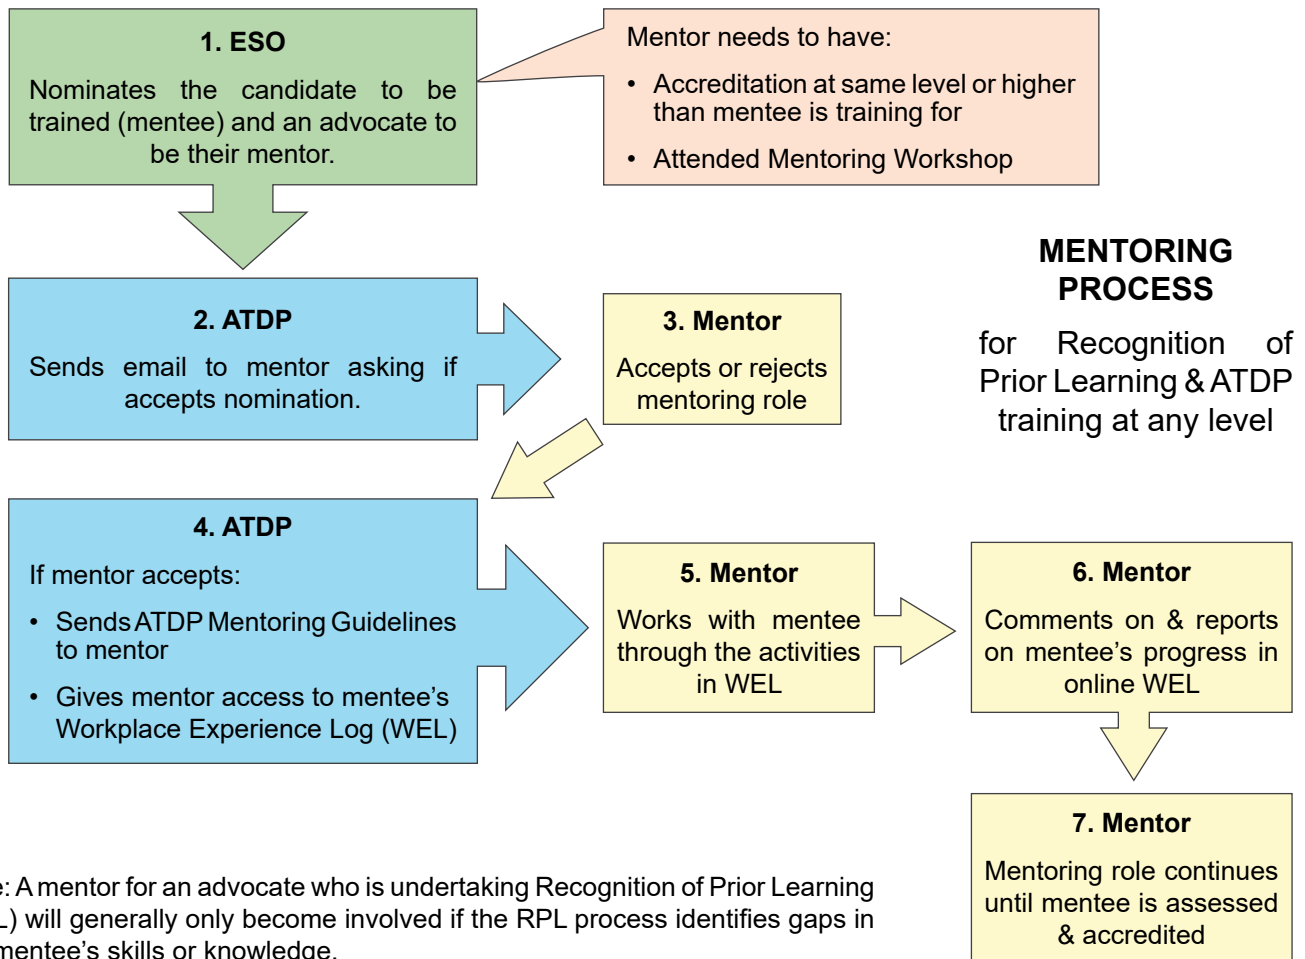 1. ESO
Nominates the candidate to be
trained (mentee) and an advocate to
be their mentor.
Mentor needs to have:
• Accreditation at same level or higher
than mentee is training for
• Attended Mentoring Workshop
MENTORING
PROCESS
for Recognition of
Prior Learning & ATDP
training at any level
2. ATDP
Sends email to mentor asking if
accepts nomination.
3. Mentor
Accepts or rejects
mentoring role
4. ATDP
If mentor accepts:
• Sends ATDP Mentoring Guidelines
to mentor
• Gives mentor access to mentee's
Workplace Experience Log (WEL)
5. Mentor
Works with mentee
through the activities
in WEL
6. Mentor
Comments on & reports
on mentee's progress in
online WEL
7. Mentor
Mentoring role continues
until mentee is assessed
& accredited
e: A mentor for an advocate who is undertaking Recognition of Prior Learning
L) will generally only become involved if the RPL process identifies gaps in
mentee's skills or knowledge.